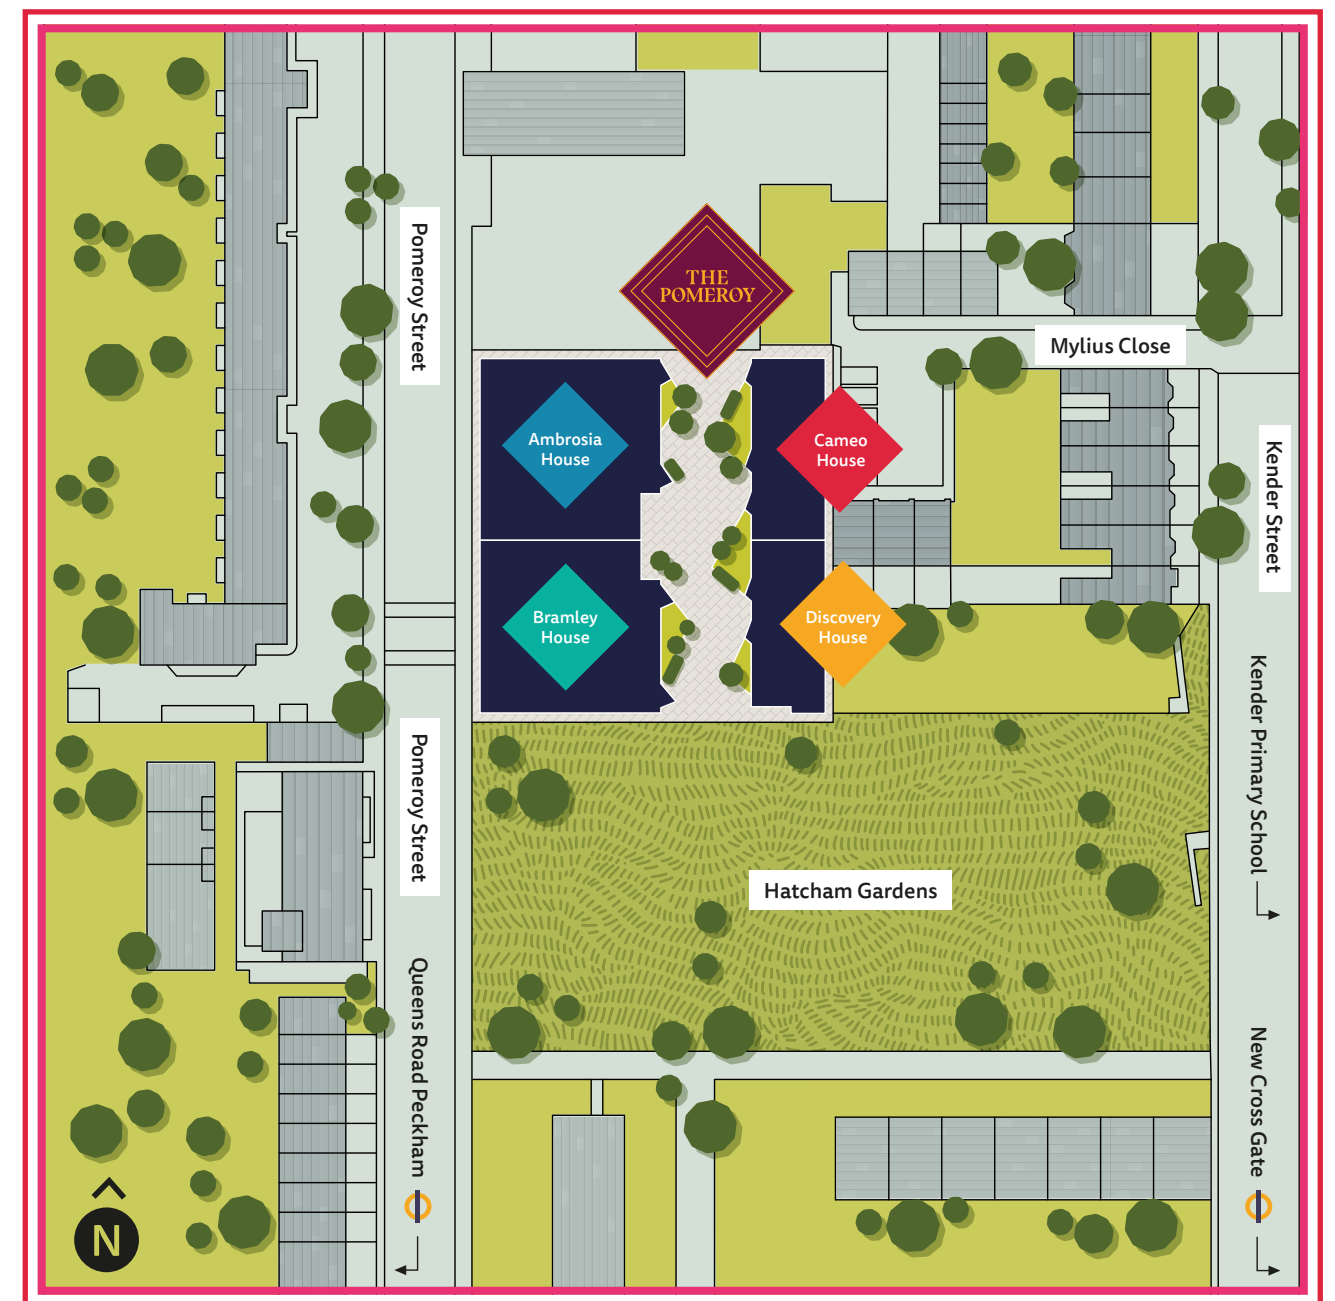 Pomeroy Street
THE
POMEROY
Mylius Close
Ambrosia
House
Cameo
House
Kender Street
Bramley
House
Discovery
House
Kender Primary School
Pomeroy Street
Hatcham Gardens
Queens Road Peckham
New Cross Gate
N